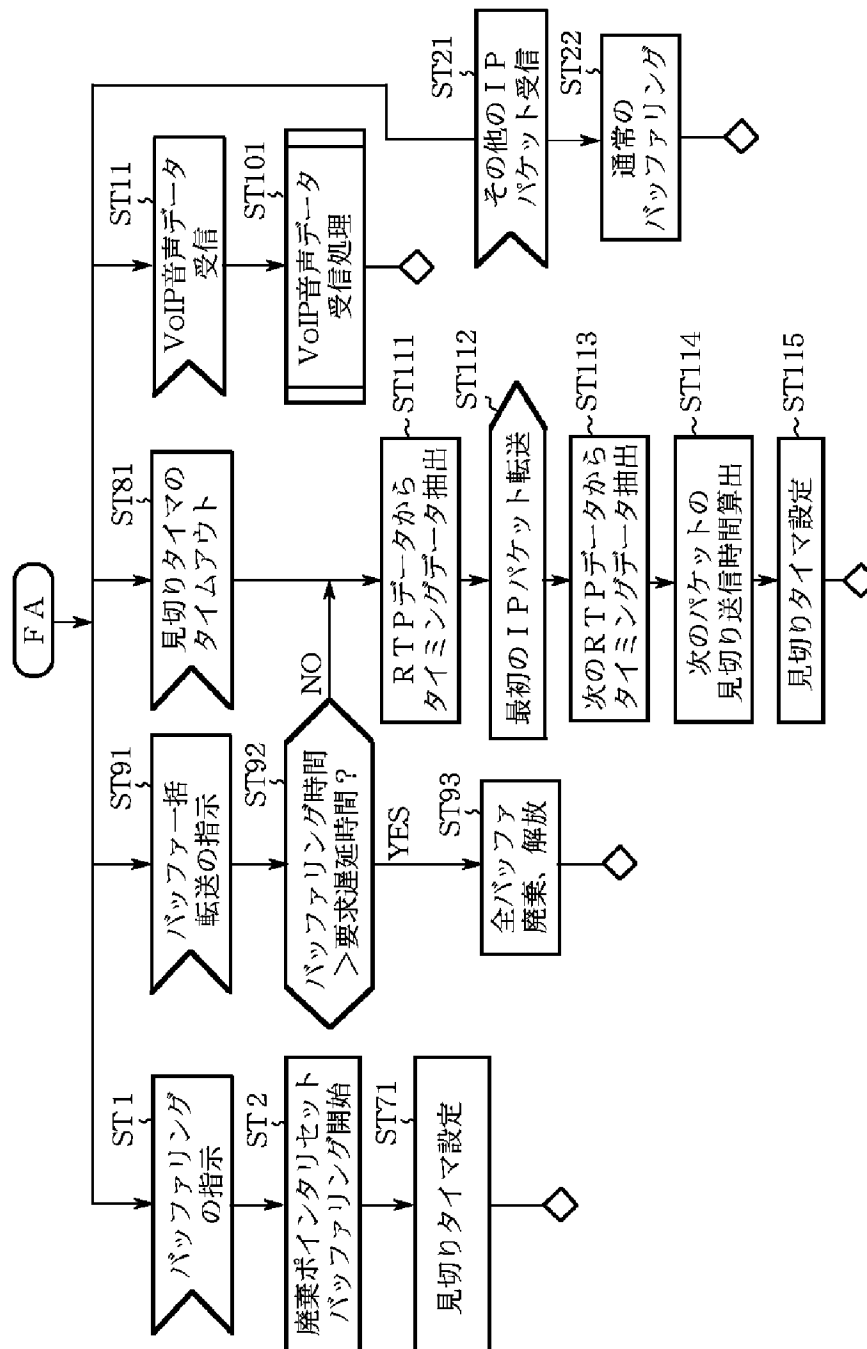 ＦＡ
ST1
バッファリング
の指示
ST2
廃棄ポインタリセット
バッファリング開始
ST71
見切りタイマ設定
ST91
バッファ一括
転送の指示
ST92
バッファリング時間
＞要求遅延時間？
NO
YES
ST93
全バッファ
廃棄、解放
ST81
見切りタイマの
タイムアウト
ST111
ＲＴＰデータから
タイミングデータ抽出
ST112
最初のＩＰパケット転送
ST113
次のＲＴＰデータから
タイミングデータ抽出
ST114
次のパケットの
見切り送信時間算出
ST115
見切りタイマ設定
ST11
VoIP音声データ
受信
ST101
VoIP音声データ
受信処理
ST21
その他のＩＰ
パケット受信
ST22
通常の
バッファリング